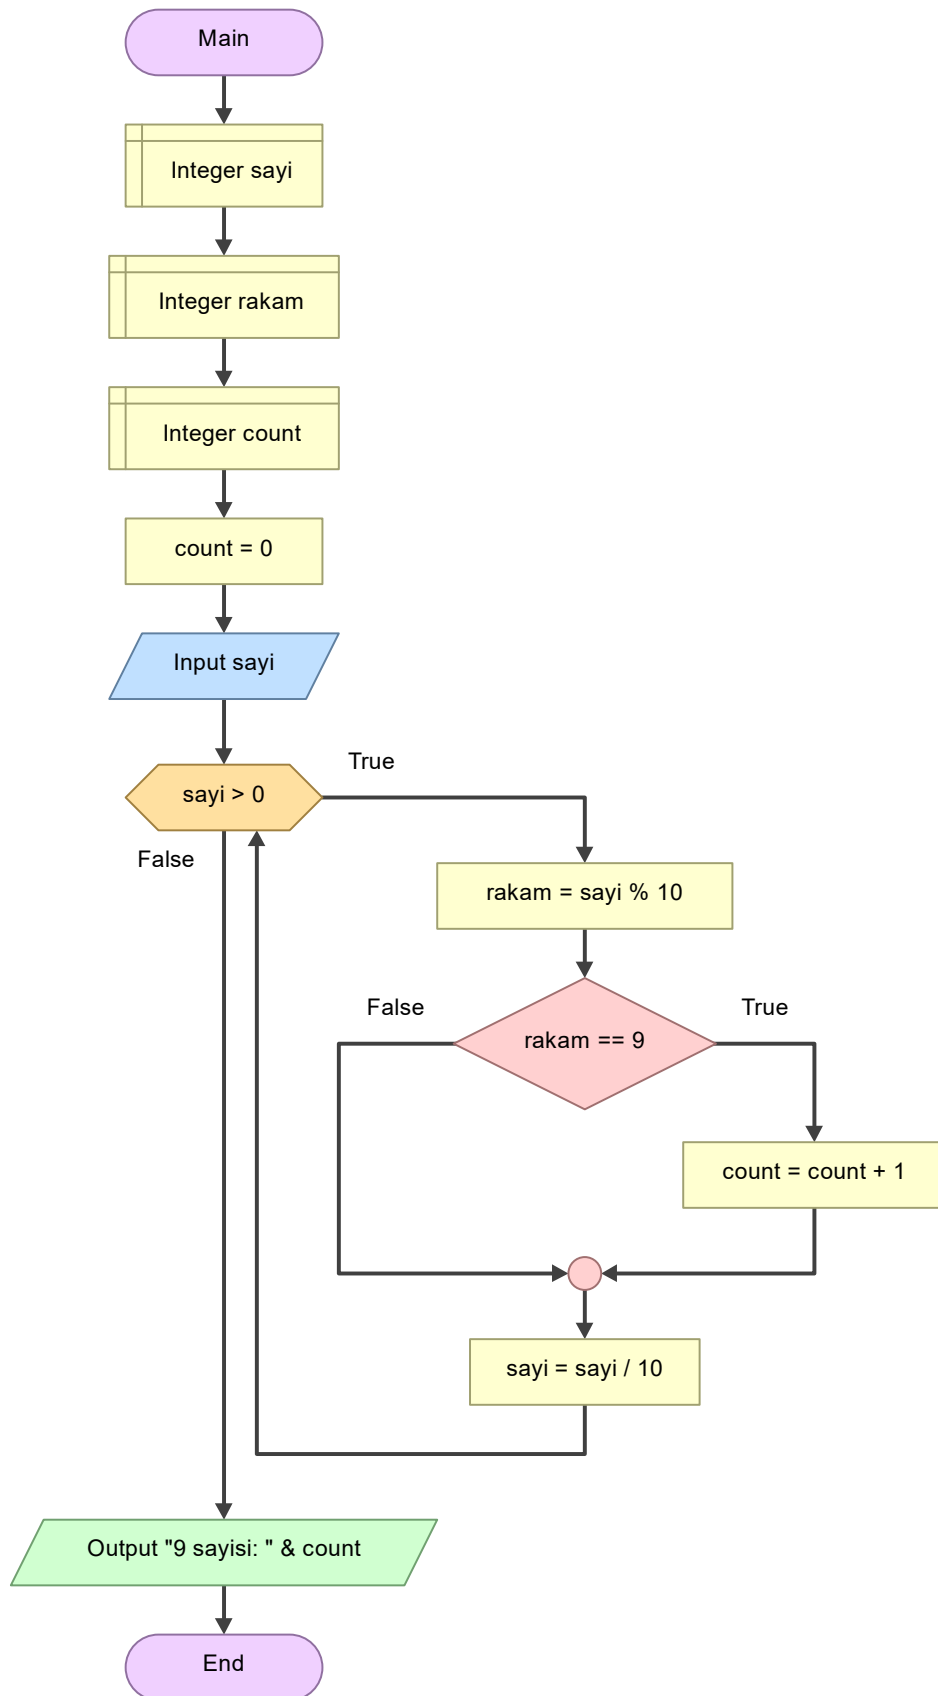 Main
Integer sayi
Integer rakam
Integer count
count = 0
Input sayi
sayi > 0
True
False
rakam = sayi % 10
rakam == 9
False
True
count = count + 1
sayi = sayi / 10
Output "9 sayisi: " & count
End